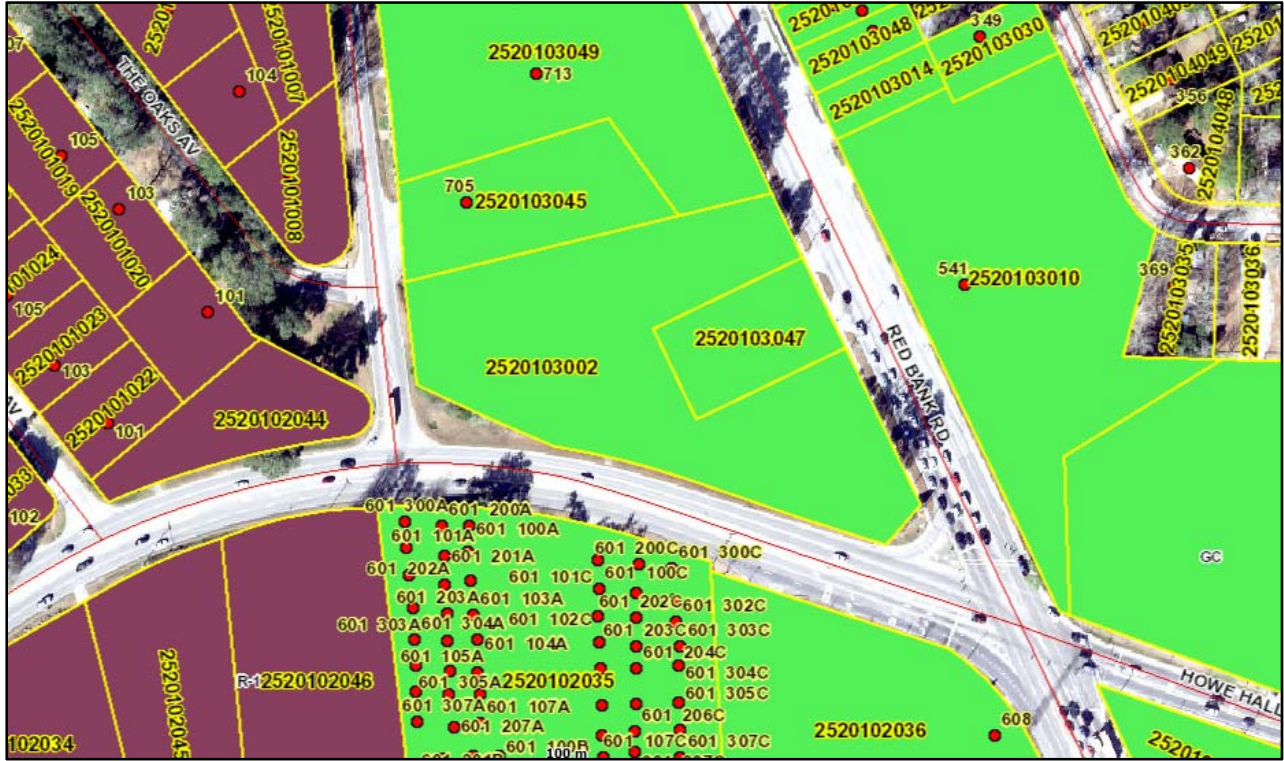 2520101007
104
THE OAKS AV
105
2520101019
103
2520101020
2520101008
101
101024
105
2520101023
103
2520101022
101
2520102044
AV
102
2520103049
713
705
2520103045
2520103002
2520103047
RED BANK RD
2520103048
349
2520103030
2520103014
2520104049
356
2520104048
362
541
2520103010
369
2520103035
2520103036
GC
HOWE HALL
601 300A
601 200A
601 101A
601 100A
601 201A
601 202A
601 101C
601 200C
601 300C
601 100C
601 203A
601 103A
601 202C
601 302C
601 303A
601 304A
601 102C
601 203C
601 303C
601 104A
601 204C
601 105A
601 304C
601 305A
2520102035
601 305C
601 307A
601 107A
601 206C
601 207A
601 107C
601 307C
601 100B
100 m
R-1
2520102046
2520102045
102034
2520102036
608